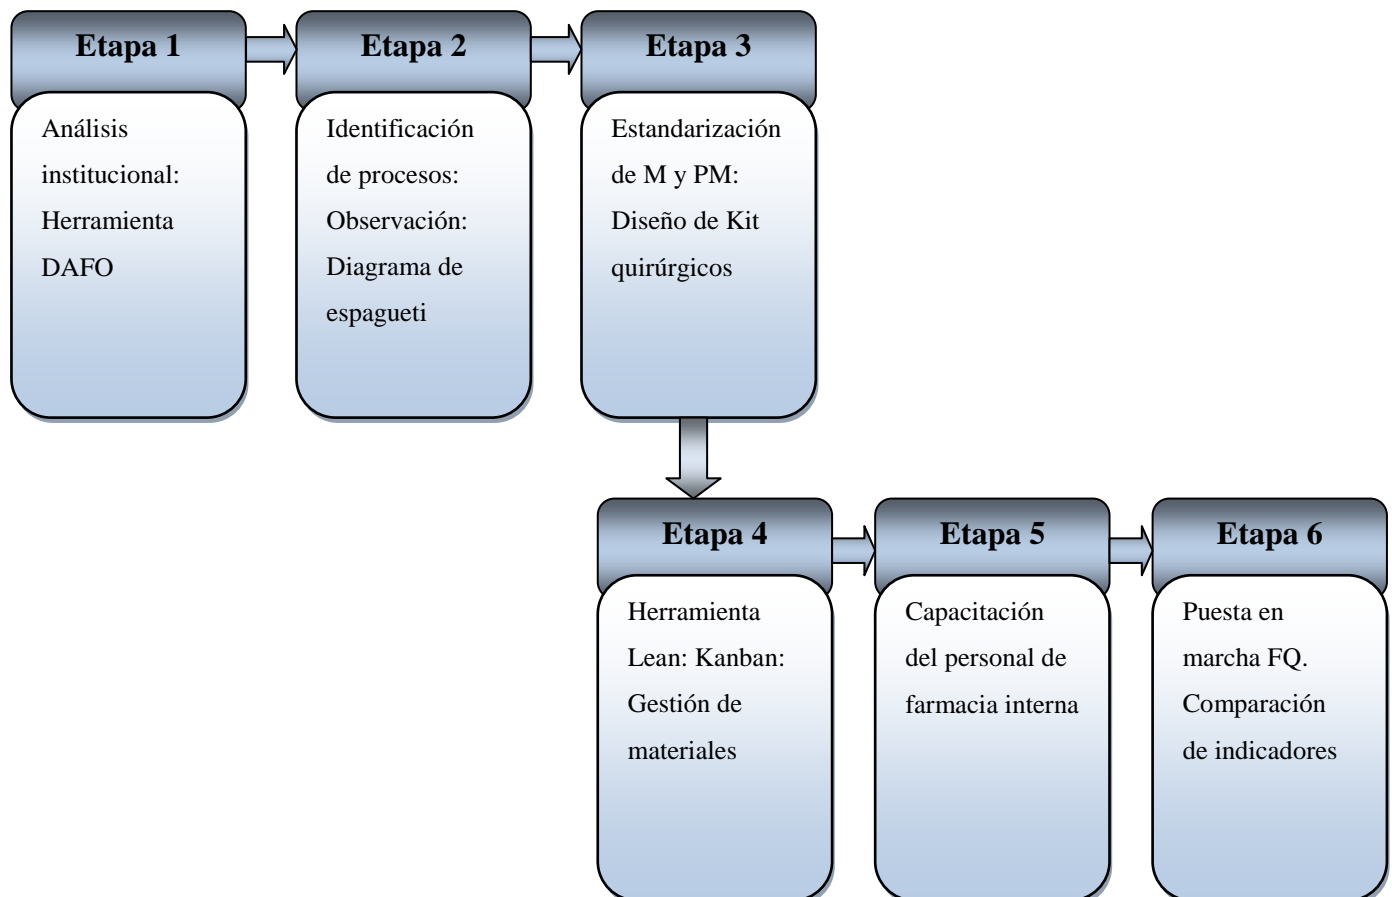 Etapa 1
Análisis
institucional:
Herramienta
DAFO
Etapa 2
Identificación
de procesos:
Observación:
Diagrama de
espagueti
Etapa 3
Estandarización
de M y PM:
Diseño de Kit
quirúrgicos
Etapa 4
Herramienta
Lean: Kanban:
Gestión de
materiales
Etapa 5
Capacitación
del personal de
farmacia interna
Etapa 6
Puesta en
marcha FQ.
Comparación
de indicadores